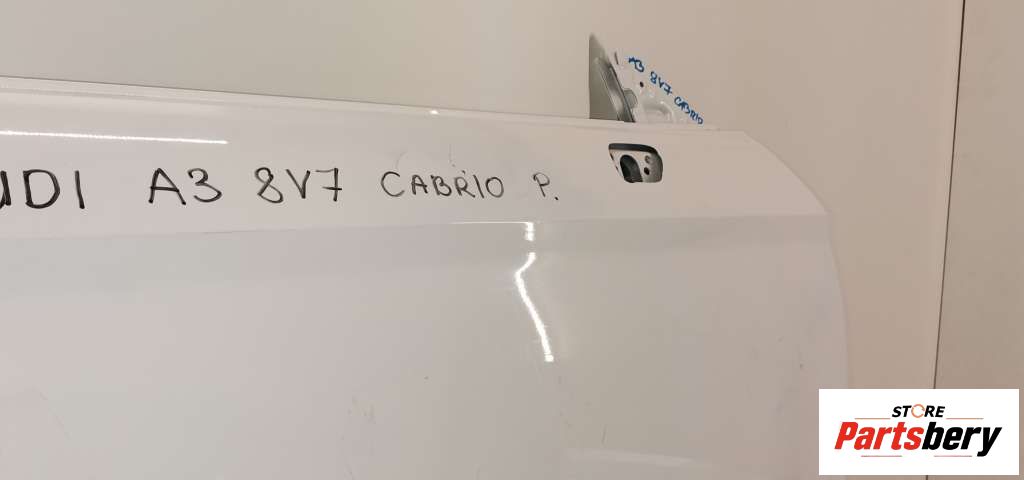 A3 8V7 CABRIO
UDI A3 8V7 CABRIO P.
STORE
Partsbery